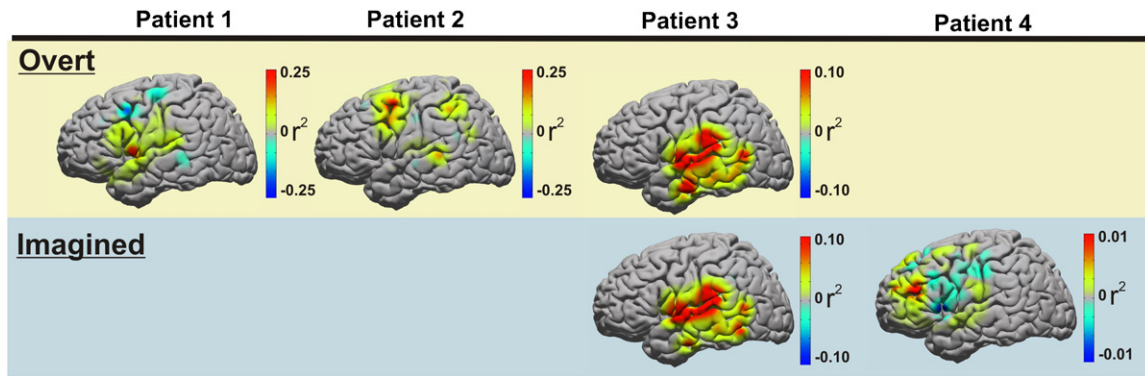 Patient 1 Patient 2 Patient 3 Patient 4
Overt
0.25 0.25 0.10
0 r² 0 r² 0 r²
-0.25 -0.25 -0.10
Imagined
0.10 0.01
0 r² 0 r²
-0.10 -0.01